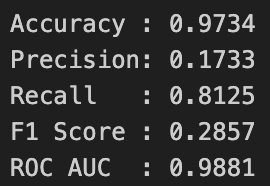 Accuracy : 0.9734
Precision: 0.1733
Recall   : 0.8125
F1 Score : 0.2857
ROC AUC  : 0.9881